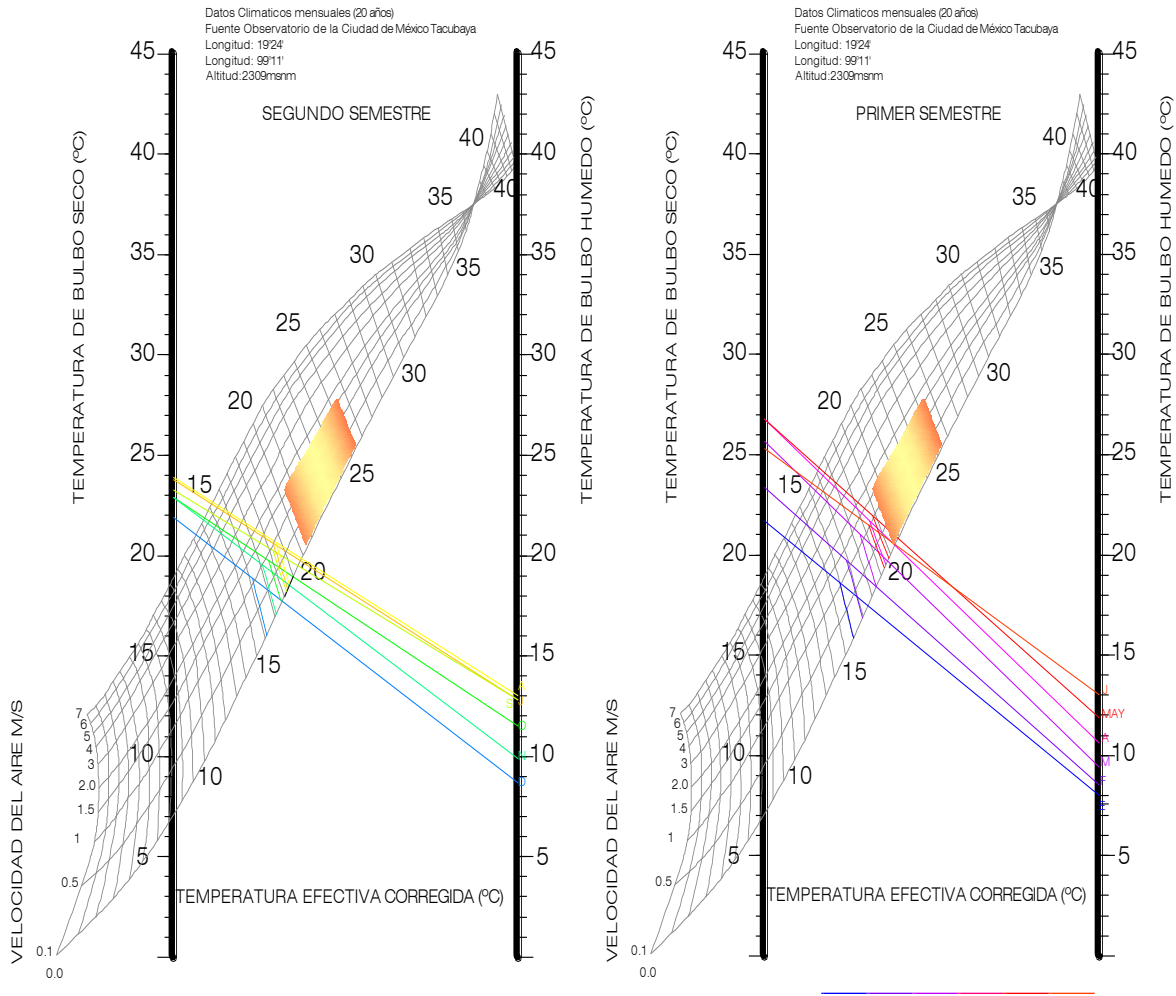 Datos Climaticos mensuales (20 años)
Fuente Observatorio de la Ciudad de México Tacubaya
Longitud: 19º24'
Longitud: 99º11'
Altitud:2309msnm
SEGUNDO SEMESTRE
TEMPERATURA DE BULBO SECO (ºC)
TEMPERATURA DE BULBO HUMEDO (ºC)
VELOCIDAD DEL AIRE M/S
45
40
35
30
25
20
15
10
5
45
40
35
30
25
20
15
10
5
40
35
30
25
20
15
40
35
30
25
20
15
10
7
6
5
4
3
2.0
1.5
1
0.5
0.1
0.0
A
S
O
N
D
TEMPERATURA EFECTIVA CORREGIDA (ºC)
Datos Climaticos mensuales (20 años)
Fuente Observatorio de la Ciudad de México Tacubaya
Longitud: 19º24'
Longitud: 99º11'
Altitud:2309msnm
PRIMER SEMESTRE
TEMPERATURA DE BULBO SECO (ºC)
TEMPERATURA DE BULBO HUMEDO (ºC)
VELOCIDAD DEL AIRE M/S
45
40
35
30
25
20
15
10
5
45
40
35
30
25
20
15
10
5
40
35
30
25
20
15
40
35
30
25
20
15
10
7
6
5
4
3
2.0
1.5
1
0.5
0.1
0.0
J
MAY
A
M
F
E
TEMPERATURA EFECTIVA CORREGIDA (ºC)